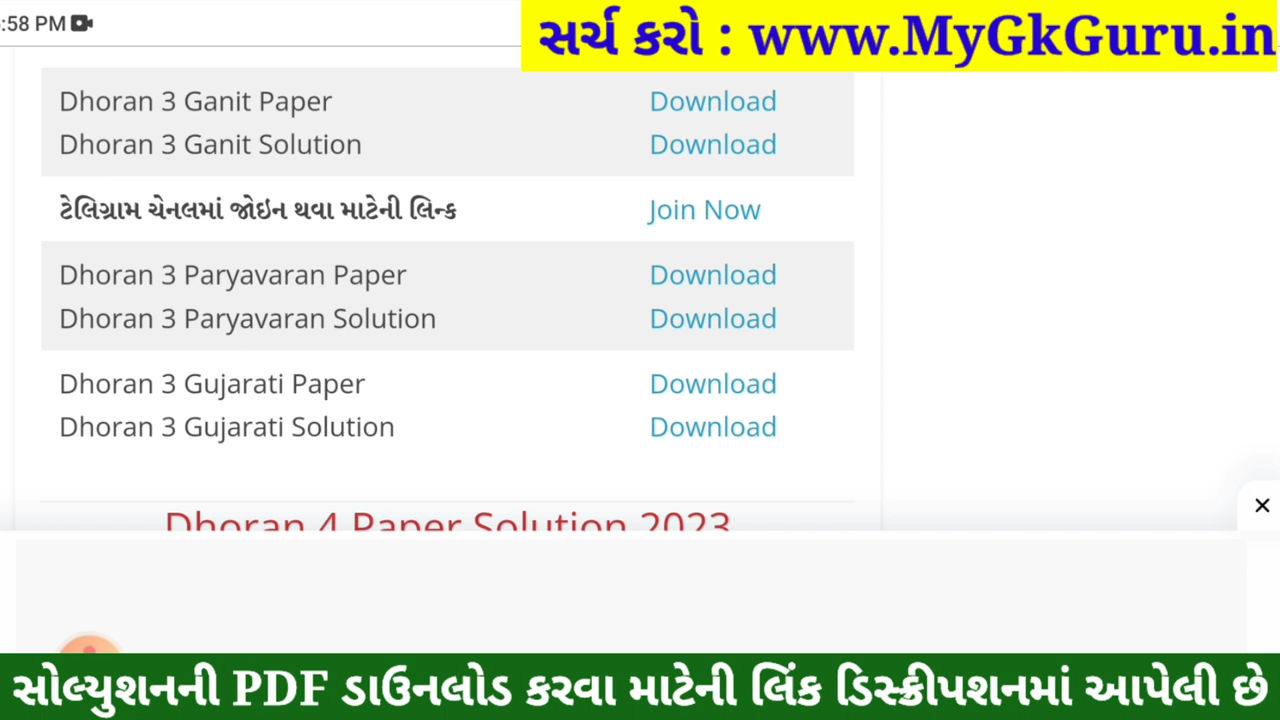 :58 PM
સર્ચ કરો : www.MyGkGuru.in
Dhoran 3 Ganit Paper Download
Dhoran 3 Ganit Solution Download
ટેલિગ્રામ ચેનલમાં જોઇન થવા માટેની લિન્ક Join Now
Dhoran 3 Paryavaran Paper Download
Dhoran 3 Paryavaran Solution Download
Dhoran 3 Gujarati Paper Download
Dhoran 3 Gujarati Solution Download
Dhoran 4 Paper Solution 2023
સોલ્યુશનની PDF ડાઉનલોડ કરવા માટેની લિંક ડિસ્ક્રીપશનમાં આપેલી છે